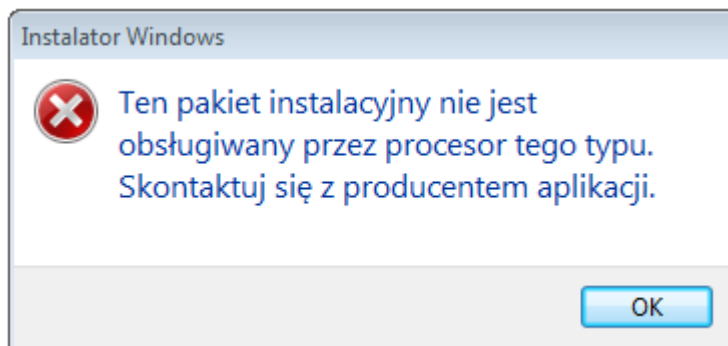 Instalator Windows
Ten pakiet instalacyjny nie jest
obsługiwany przez procesor tego typu.
Skontaktuj się z producentem aplikacji.
OK